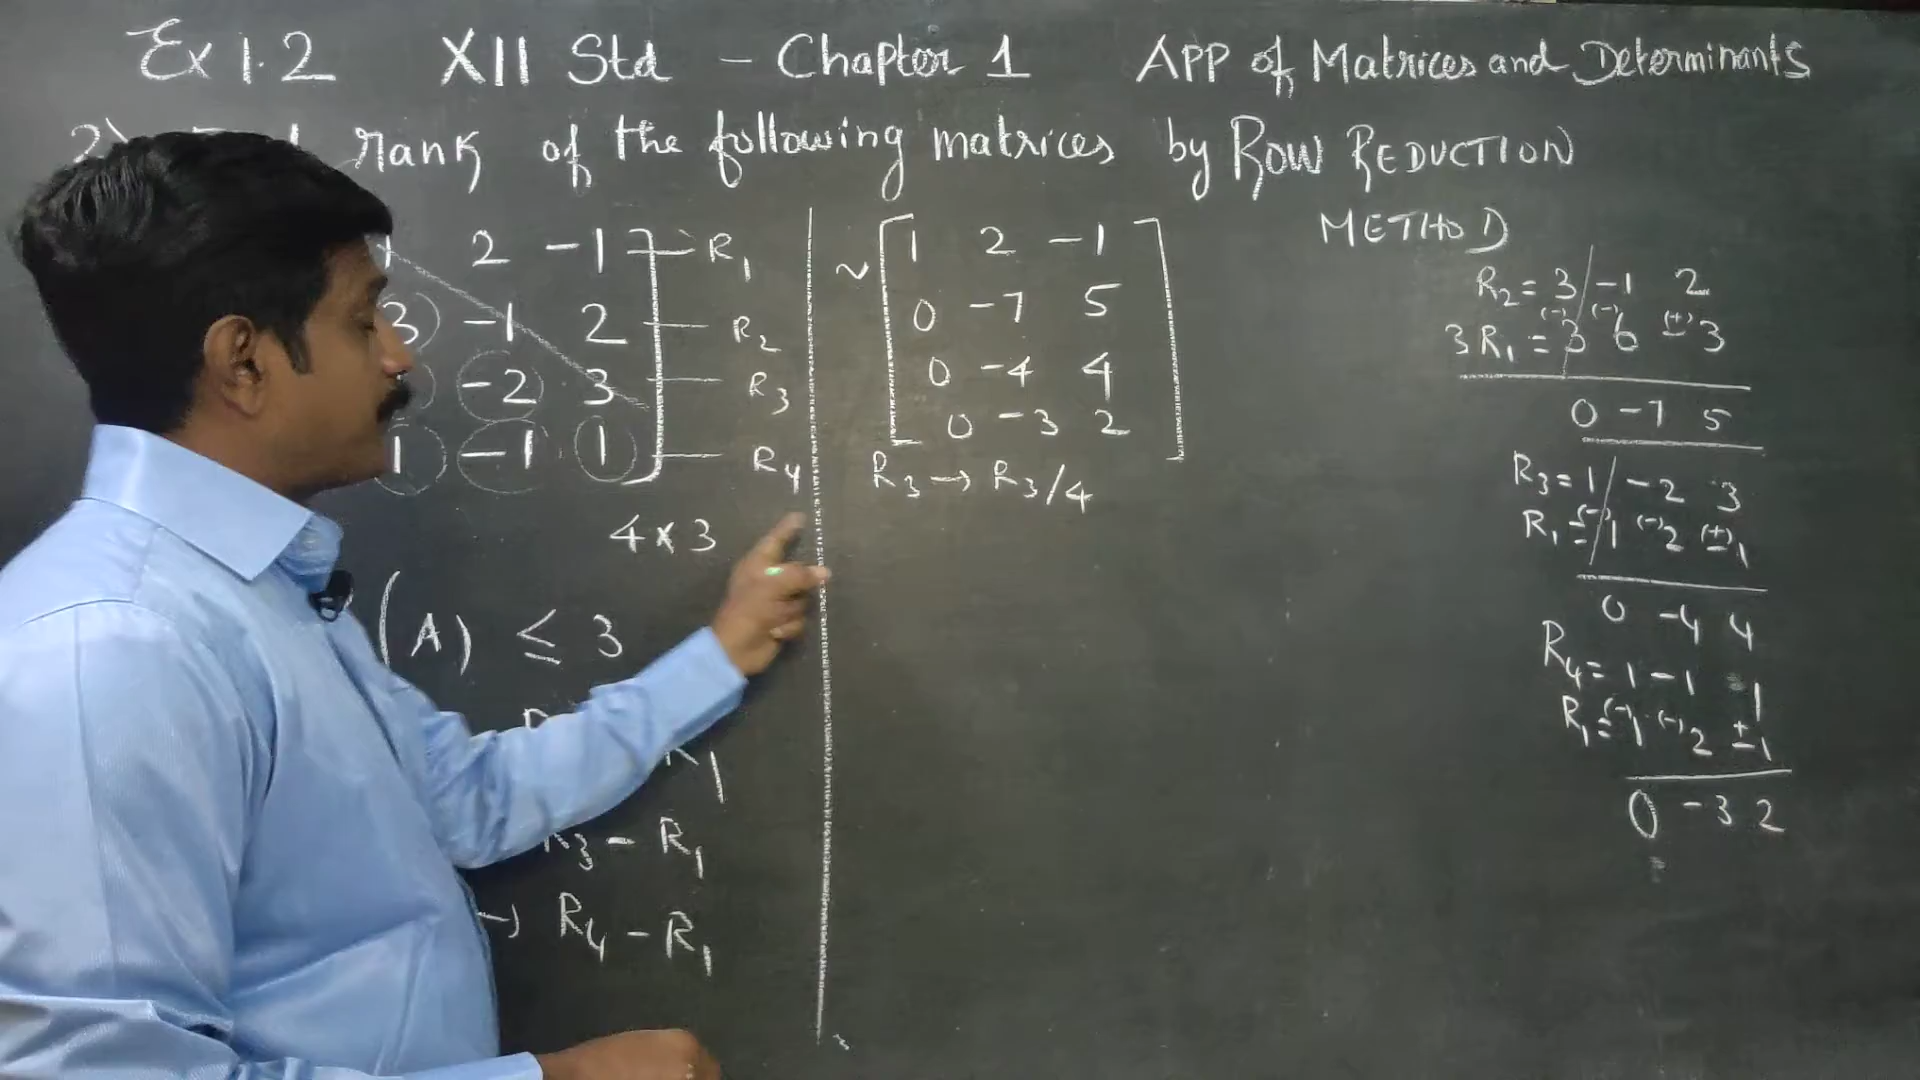 Ex 1.2 XII Std - Chapter 1 APP of Matrices and Determinants
2) rank of the following matrices by ROW REDUCTION
METHOD
1 2 -1 R1
3 -1 2 R2
-2 3 R3
1 -1 1 R4
4 × 3
(A) ≤ 3
R1
R3 - R1
→ R4 - R1
~ 1 2 -1
0 -7 5
0 -4 4
0 -3 2
R3 → R3/4
R2 = 3 -1 2
(-) (-) (+)
3R1 = 3 6 -3
0 -7 5
R3 = 1 -2 3
(-) (-) (+)
R1 = 1 2 -1
0 -4 4
R4 = 1 -1 1
(-) (-) +
R1 = 1 2 -1
0 -3 2